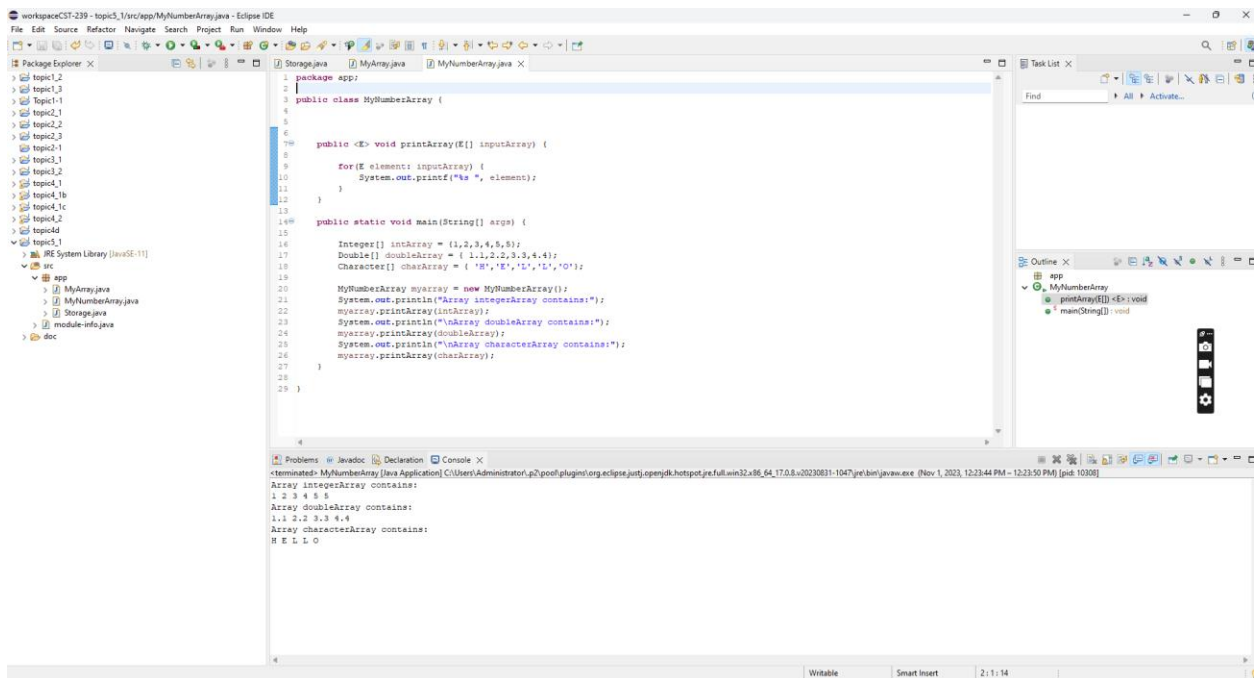 workspaceCST-239 - topic5_1/src/app/MyNumberArray.java - Eclipse IDE
File Edit Source Refactor Navigate Search Project Run Window Help
Package Explorer
topic1_2
topic1_3
Topic1-1
topic2_1
topic2_2
topic2_3
topic2-1
topic3_1
topic3_2
topic4_1
topic4_1b
topic4_1c
topic4_2
topic4d
topic5_1
JRE System Library [JavaSE-11]
src
app
MyArray.java
MyNumberArray.java
Storage.java
module-info.java
doc
Storage.java MyArray.java MyNumberArray.java
1 package app;
2
3 public class MyNumberArray {
4
5
6
7 public <E> void printArray(E[] inputArray) {
8
9 for(E element: inputArray) {
10 System.out.printf("%s ", element);
11 }
12 }
13
14 public static void main(String[] args) {
15
16 Integer[] intArray = {1,2,3,4,5,5};
17 Double[] doubleArray = { 1.1,2.2,3.3,4.4};
18 Character[] charArray = { 'H','E','L','L','O'};
19
20 MyNumberArray myarray = new MyNumberArray();
21 System.out.println("Array integerArray contains:");
22 myarray.printArray(intArray);
23 System.out.println("\nArray doubleArray contains:");
24 myarray.printArray(doubleArray);
25 System.out.println("\nArray characterArray contains:");
26 myarray.printArray(charArray);
27 }
28
29 }
Task List
Find All Activate...
Outline
app
MyNumberArray
printArray(E[]) <E> : void
main(String[]) : void
Problems Javadoc Declaration Console
<terminated> MyNumberArray [Java Application] C:\Users\Administrator\.p2\pool\plugins\org.eclipse.justj.openjdk.hotspot.jre.full.win32.x86_64_17.0.8.v20230831-1047\jre\bin\javaw.exe (Nov 1, 2023, 12:23:44 PM – 12:23:50 PM) [pid: 10308]
Array integerArray contains:
1 2 3 4 5 5
Array doubleArray contains:
1.1 2.2 3.3 4.4
Array characterArray contains:
H E L L O
Writable Smart Insert 2 : 1 : 14